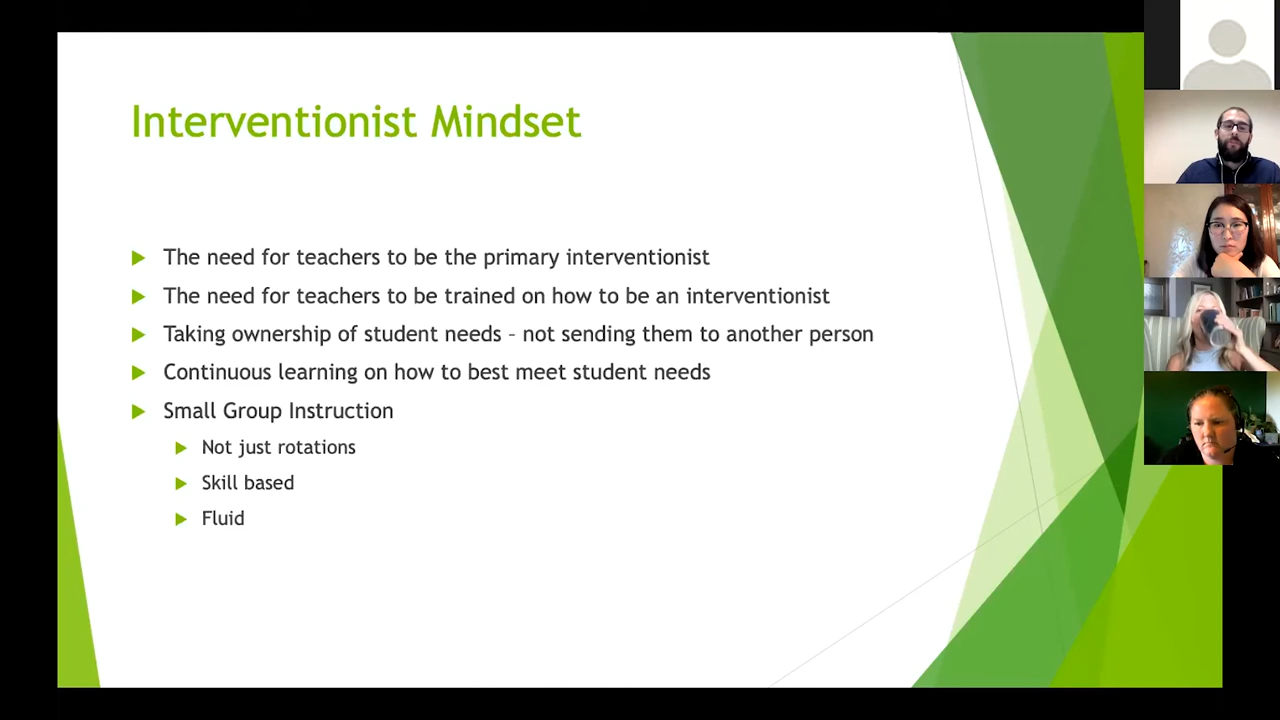 Interventionist Mindset
The need for teachers to be the primary interventionist
The need for teachers to be trained on how to be an interventionist
Taking ownership of student needs – not sending them to another person
Continuous learning on how to best meet student needs
Small Group Instruction
Not just rotations
Skill based
Fluid